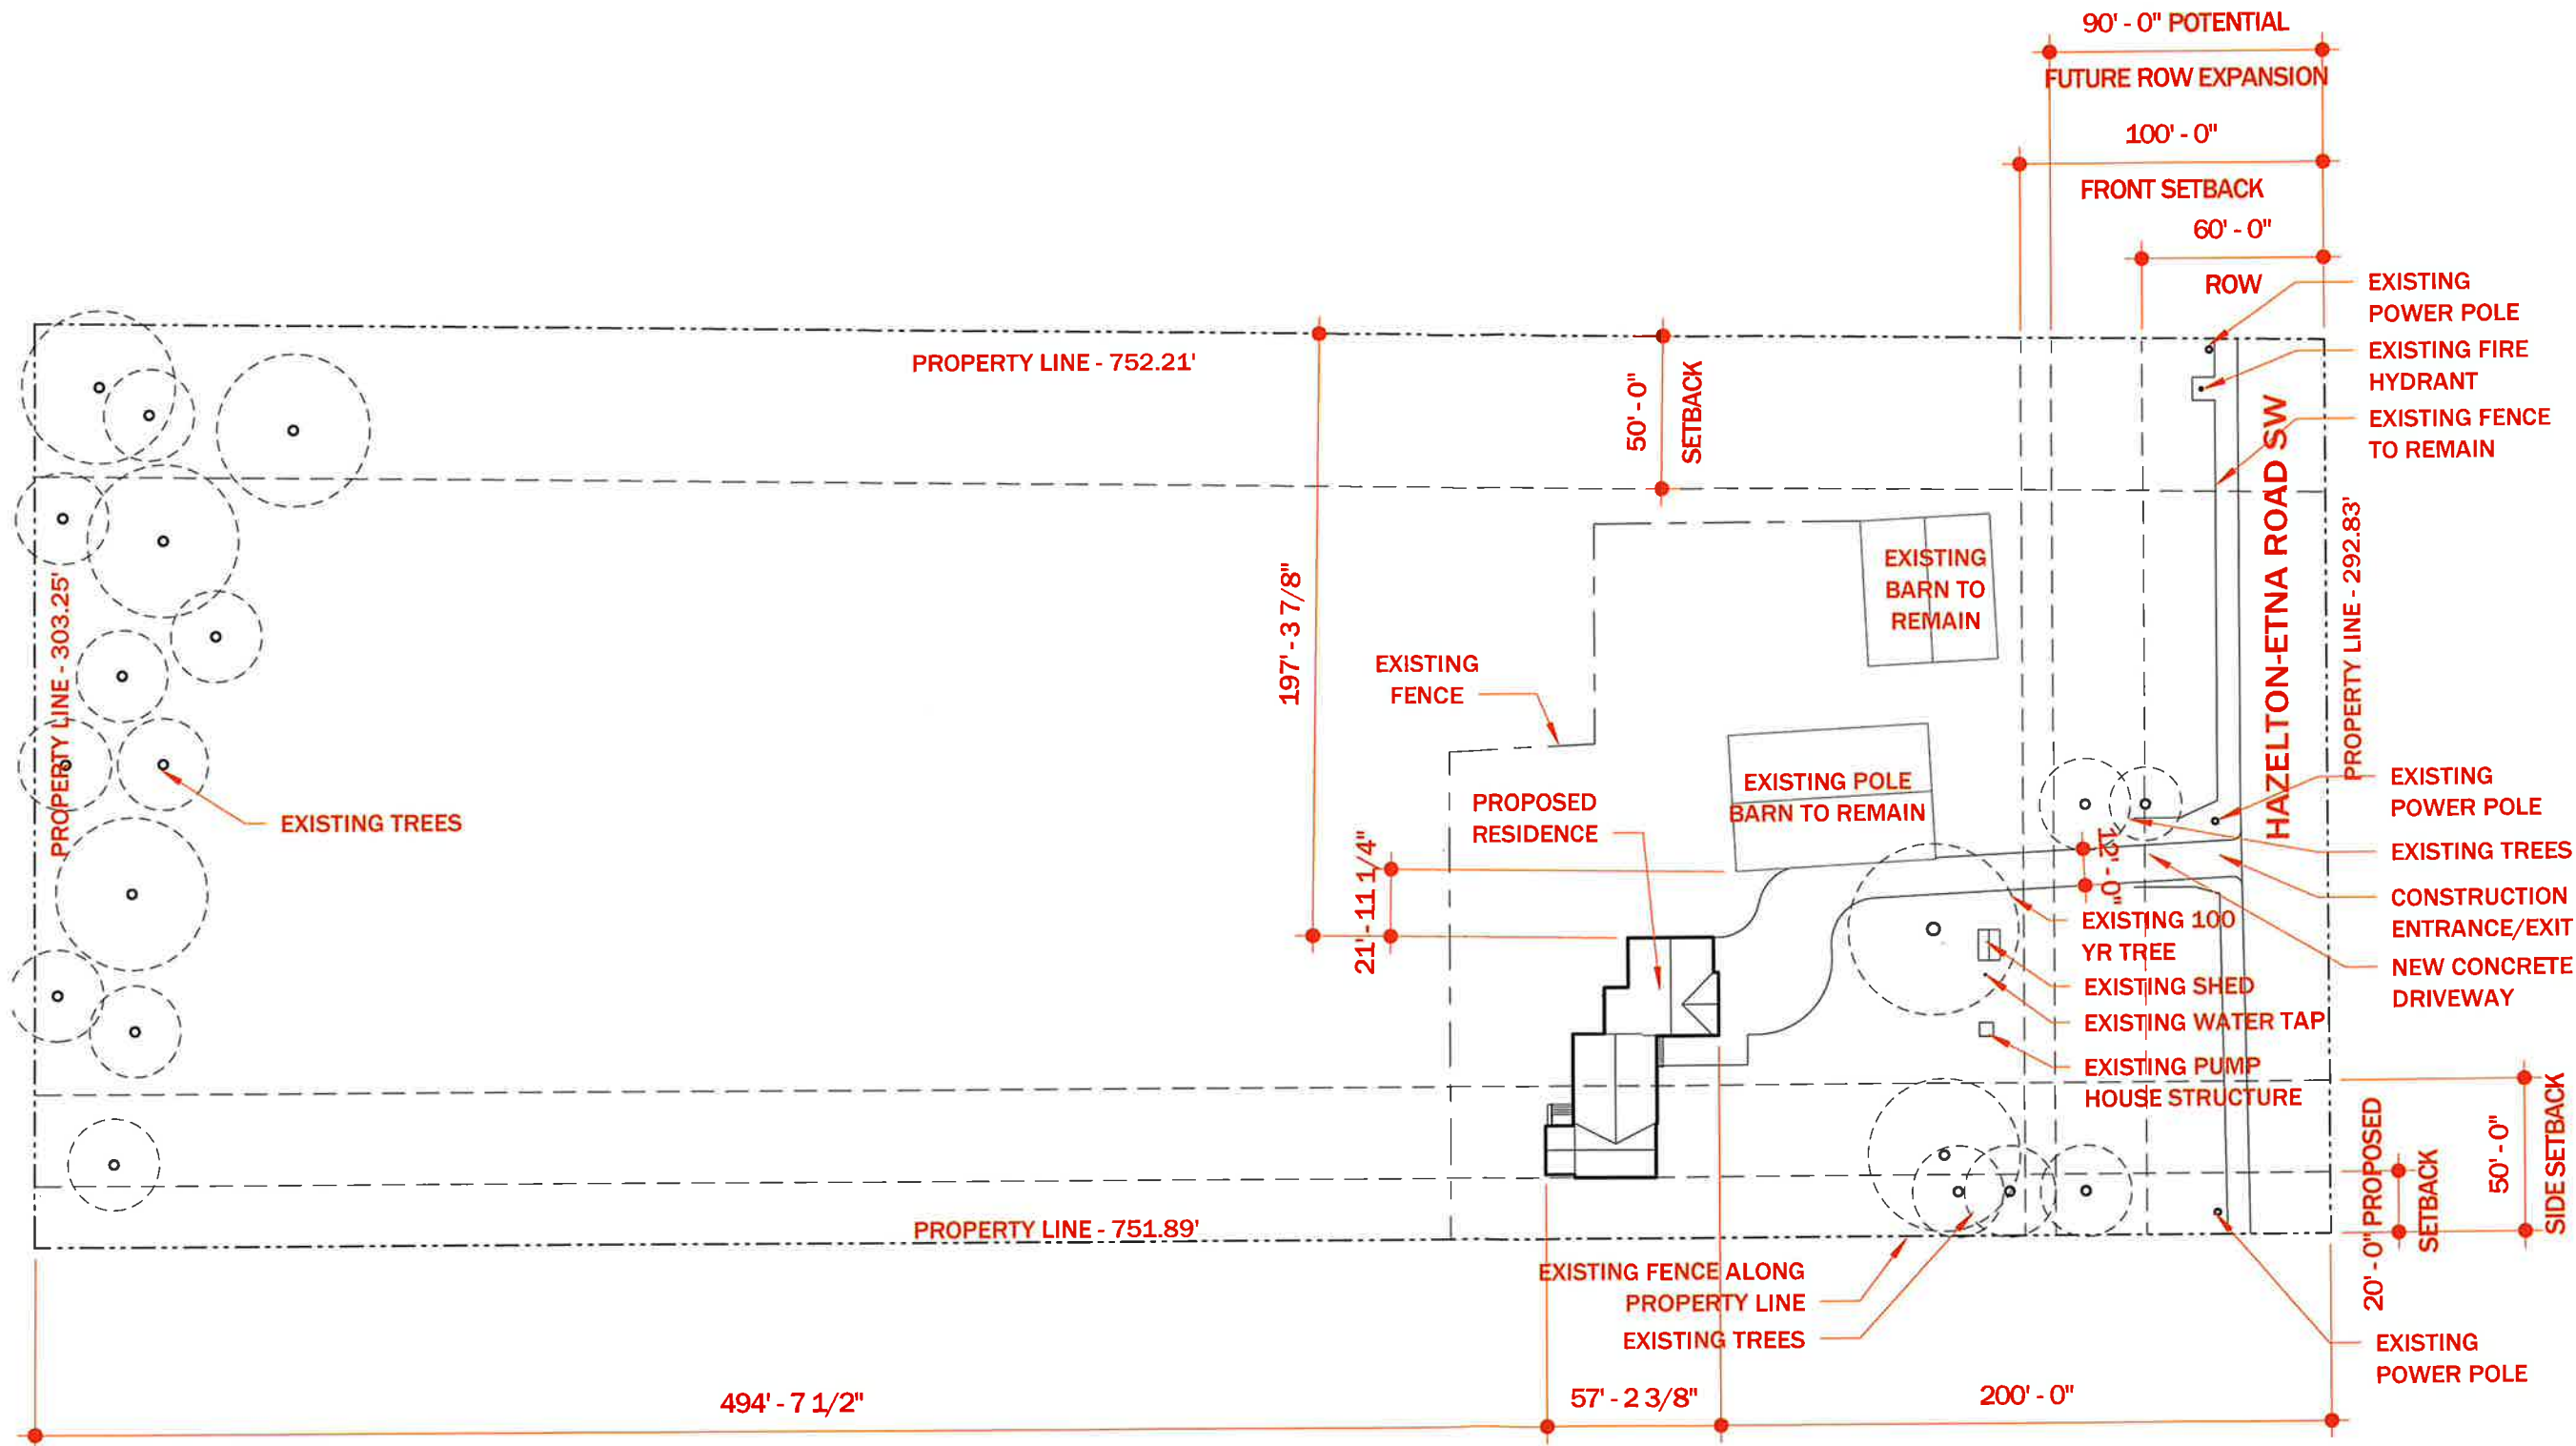 90' - 0" POTENTIAL
FUTURE ROW EXPANSION
100' - 0"
FRONT SETBACK
60' - 0"
ROW
EXISTING
POWER POLE
EXISTING FIRE
HYDRANT
EXISTING FENCE
TO REMAIN
PROPERTY LINE - 752.21'
50' - 0"
SETBACK
HAZELTON-ETNA ROAD SW
PROPERTY LINE - 292.83'
PROPERTY LINE - 303.25'
197' - 3 7/8"
EXISTING
BARN TO
REMAIN
EXISTING
FENCE
EXISTING POLE
BARN TO REMAIN
PROPOSED
RESIDENCE
EXISTING TREES
21' - 11 1/4"
12' - 0"
EXISTING
POWER POLE
EXISTING TREES
CONSTRUCTION
ENTRANCE/EXIT
NEW CONCRETE
DRIVEWAY
EXISTING 100
YR TREE
EXISTING SHED
EXISTING WATER TAP
EXISTING PUMP
HOUSE STRUCTURE
20' - 0" PROPOSED
SETBACK
50' - 0"
SIDE SETBACK
PROPERTY LINE - 751.89'
EXISTING FENCE ALONG
PROPERTY LINE
EXISTING TREES
EXISTING
POWER POLE
494' - 7 1/2"
57' - 2 3/8"
200' - 0"